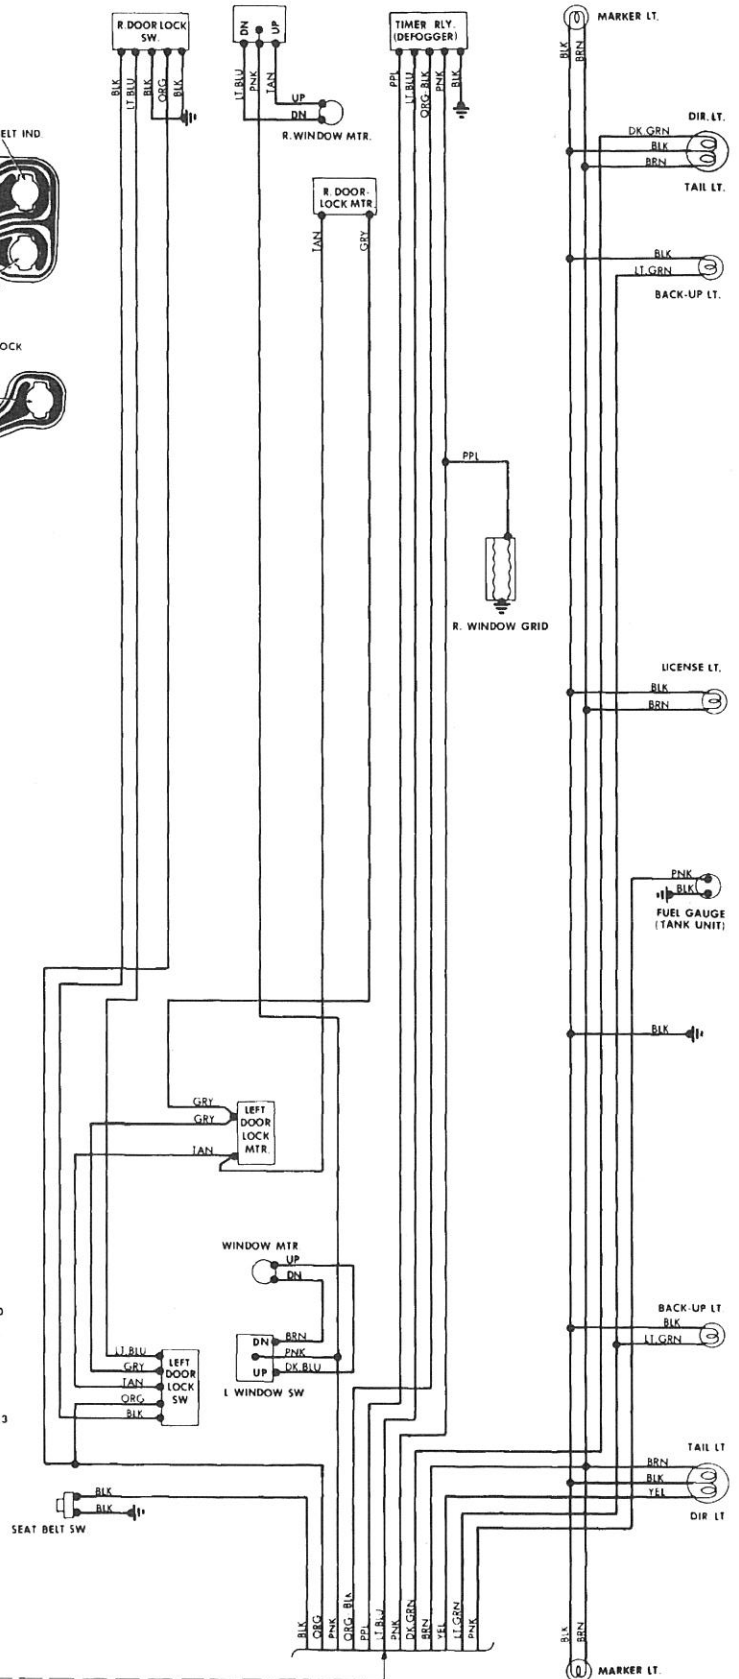 R.DOOR LOCK
SW.
BLK
LT.BLU
BLK
ORG
BLK
DN
UP
LT.BLU
PNK
TAN
UP
DN
R.WINDOW MTR.
TIMER RLY.
(DEFOGGER)
PPL
LT.BLU
ORG-BLK
PNK
BLK
MARKER LT.
BLK
BRN
ELT IND.
DIR. LT.
DK.GRN
BLK
BRN
TAIL LT.
R. DOOR-
LOCK MTR.
TAN
GRY
BLK
LT.GRN
BACK-UP LT.
OCK
PPL
R. WINDOW GRID
LICENSE LT.
BLK
BRN
PNK
BLK
FUEL GAUGE
(TANK UNIT)
BLK
GRY
GRY
TAN
LEFT
DOOR
LOCK
MTR.
WINDOW MTR
UP
DN
BRN
PNK
DK.BLU
DN
UP
L WINDOW SW
BACK-UP LT
BLK
LT.GRN
LT.BLU
GRY
TAN
ORG
BLK
LEFT
DOOR
LOCK
SW
3
TAIL LT
BRN
BLK
YEL
DIR LT
BLK
BLK
SEAT BELT SW
BLK
ORG
PNK
ORG-BLK
PPL
LT.BLU
PNK
DK.GRN
BRN
YEL
LT.GRN
PNK
BLK
BRN
MARKER LT.